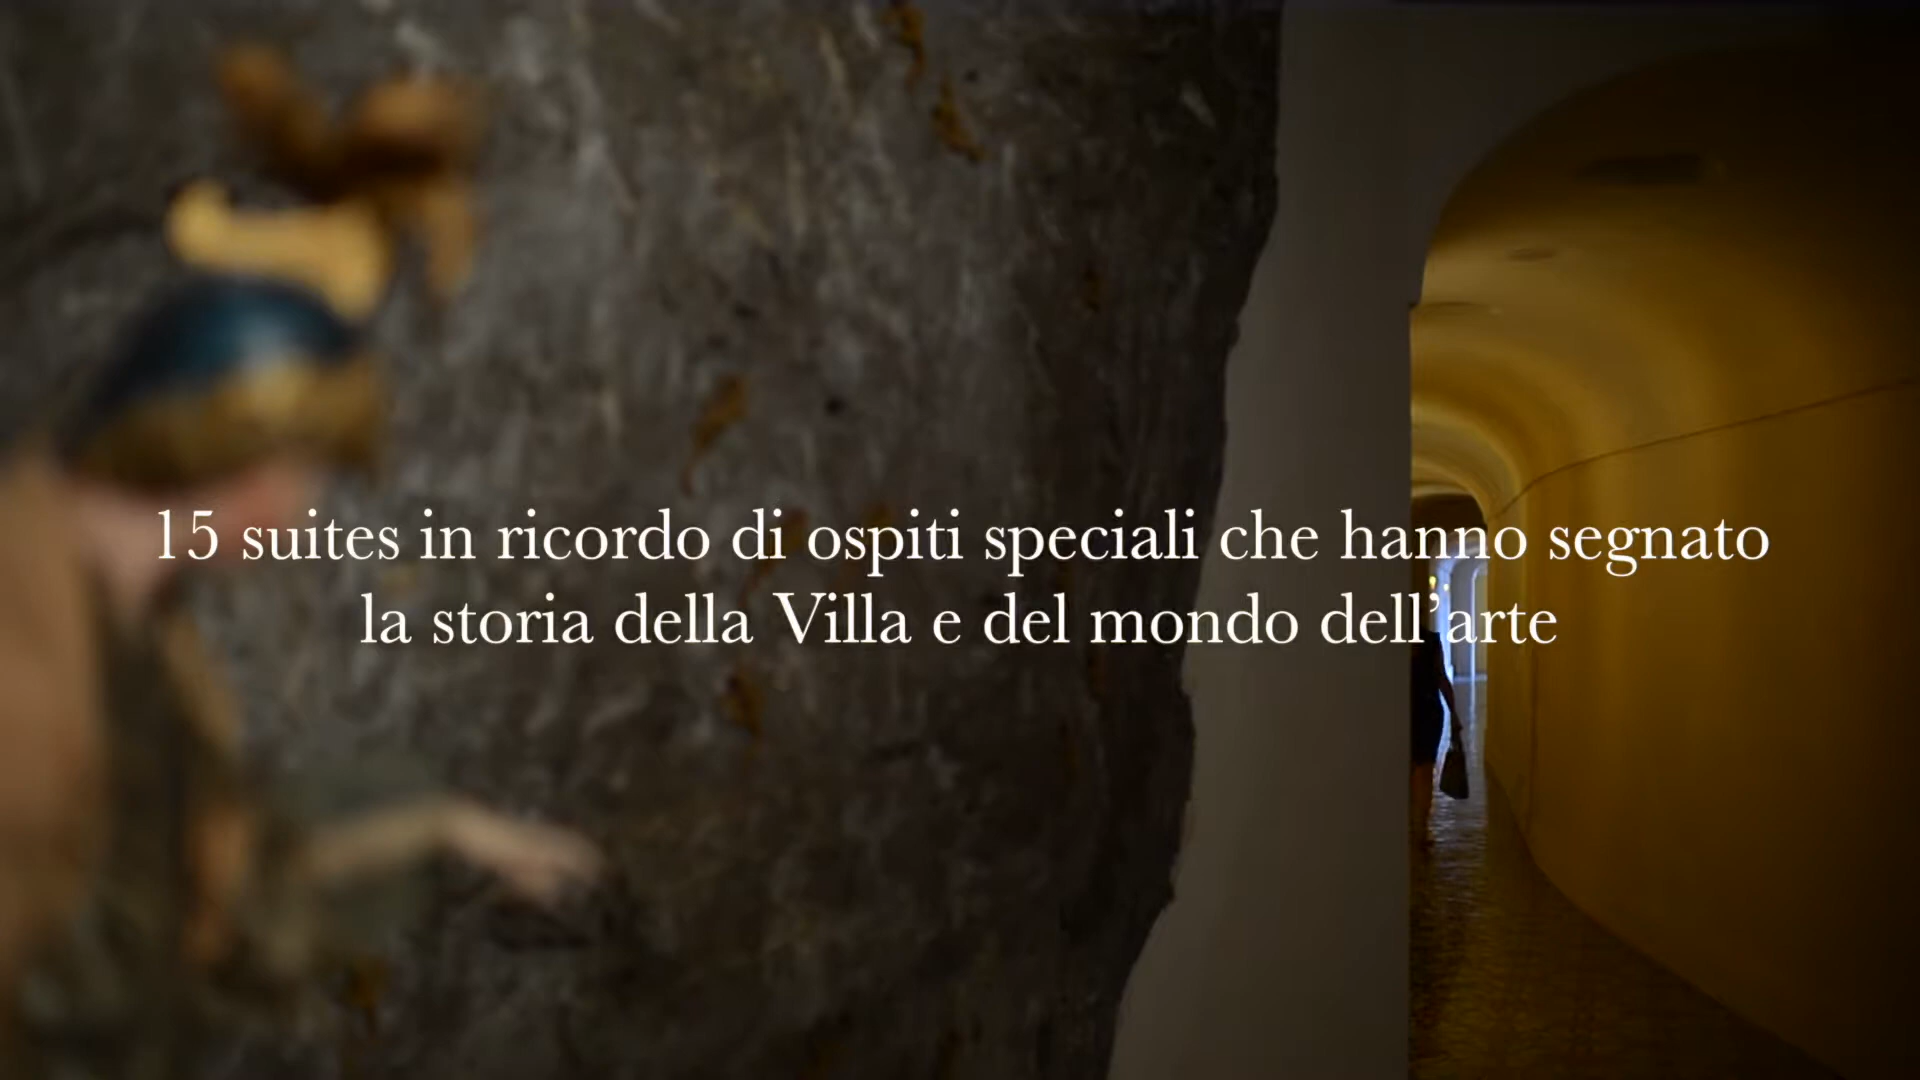 15 suites in ricordo di ospiti speciali che hanno segnato
la storia della Villa e del mondo dell’arte